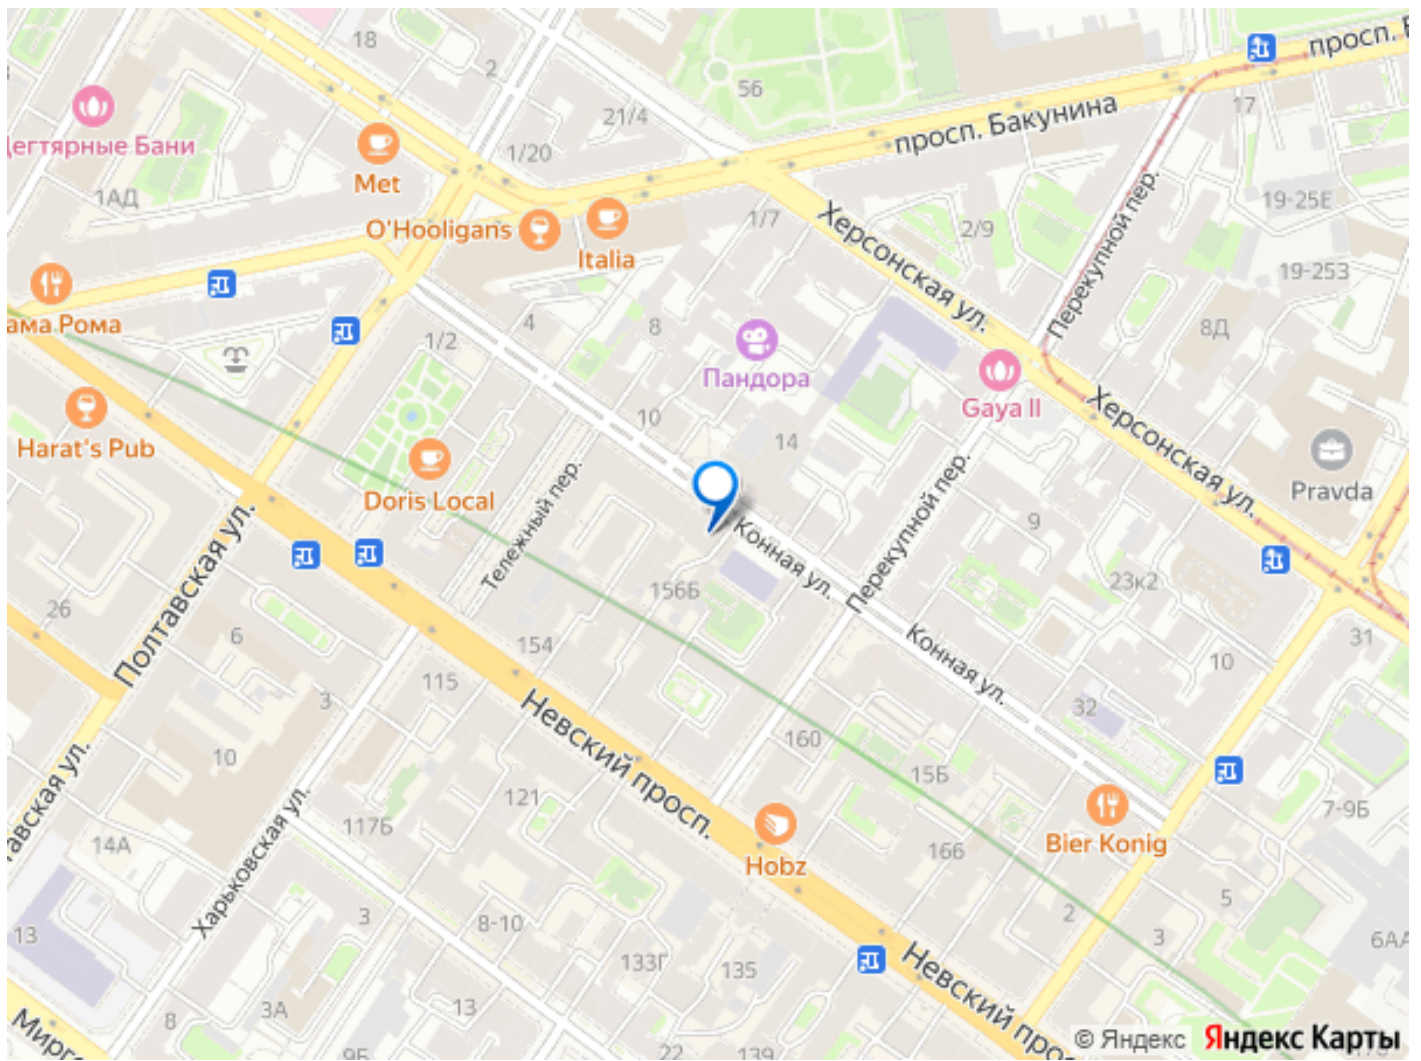 18
2
56
просп. Б
17
21/4
просп. Бакунина
Дегтярные Бани
1/20
Met
1АД
19-25Е
1/7
2/9
O'Hooligans
Italia
Херсонская ул.
Перекупной пер.
19-253
ама Рома
4
8
8Д
1/2
Пандора
Gaya II
10
Херсонская ул.
Harat's Pub
14
Doris Local
Тележный пер.
Перекупной пер.
Pravda
9
Полтавская ул.
Конная ул.
156Б
23к2
26
6
154
Конная ул.
10
31
115
3
Невский просп.
32
160
10
15Б
тавская ул.
121
7-9Б
117Б
Харьковская ул.
Hobz
Bier Konig
14А
166
5
3
8-10
2
3
13
6АА
133Г
135
Невский прос
3А
13
8
Мирго
9Б
22
139
© Яндекс Яндекс Карты